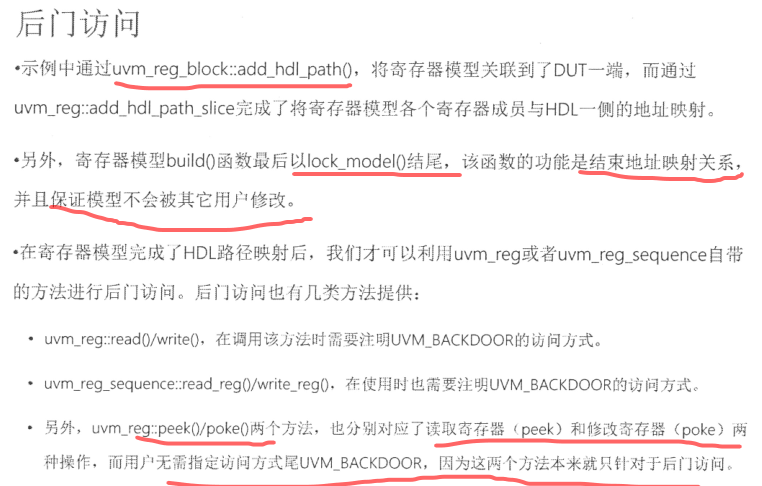 后门访问
•示例中通过uvm_reg_block::add_hdl_path()，将寄存器模型关联到了DUT一端，而通过
uvm_reg::add_hdl_path_slice完成了将寄存器模型各个寄存器成员与HDL一侧的地址映射。
•另外，寄存器模型build()函数最后以lock_model()结尾，该函数的功能是结束地址映射关系，
并且保证模型不会被其它用户修改。
•在寄存器模型完成了HDL路径映射后，我们才可以利用uvm_reg或者uvm_reg_sequence自带
的方法进行后门访问。后门访问也有几类方法提供：
• uvm_reg::read()/write()，在调用该方法时需要注明UVM_BACKDOOR的访问方式。
• uvm_reg_sequence::read_reg()/write_reg()，在使用时也需要注明UVM_BACKDOOR的访问方式。
• 另外，uvm_reg::peek()/poke()两个方法，也分别对应了读取寄存器（peek）和修改寄存器（poke）两
种操作，而用户无需指定访问方式尾UVM_BACKDOOR，因为这两个方法本来就只针对于后门访问。